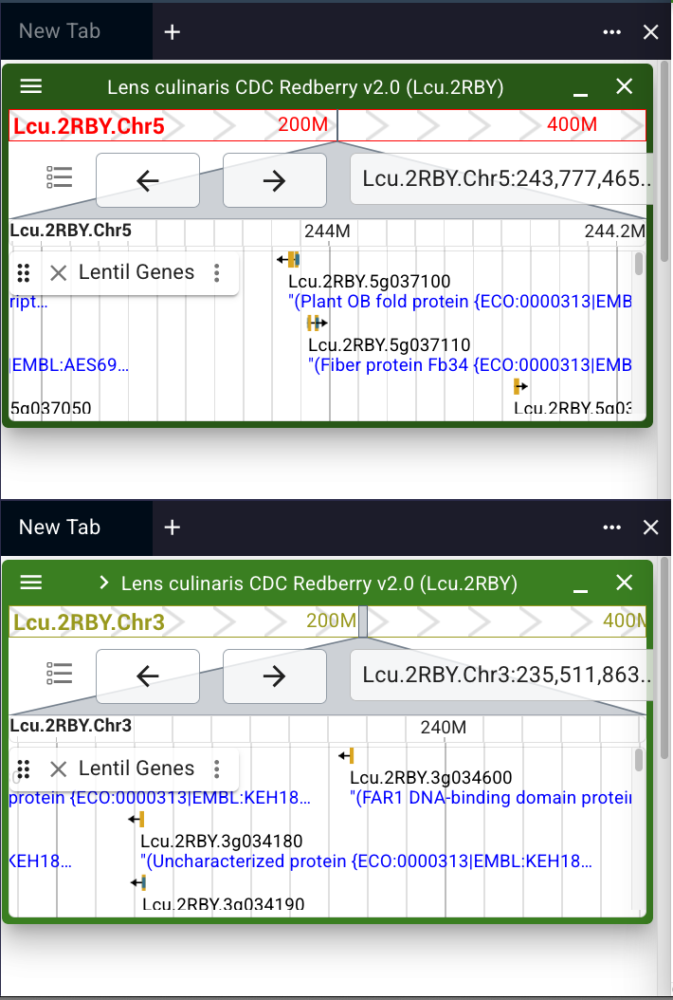 New Tab
Lens culinaris CDC Redberry v2.0 (Lcu.2RBY)
Lcu.2RBY.Chr5 200M 400M
Lcu.2RBY.Chr5:243,777,465..
Lcu.2RBY.Chr5 244M 244.2M
Lentil Genes
Lcu.2RBY.5g037100
ript... "(Plant OB fold protein {ECO:0000313|EMB
Lcu.2RBY.5g037110
|EMBL:AES69... "(Fiber protein Fb34 {ECO:0000313|EMB
5g037050 Lcu.2RBY.5g03
New Tab
Lens culinaris CDC Redberry v2.0 (Lcu.2RBY)
Lcu.2RBY.Chr3 200M 400M
Lcu.2RBY.Chr3:235,511,863..
Lcu.2RBY.Chr3 240M
Lentil Genes
Lcu.2RBY.3g034600
protein {ECO:0000313|EMBL:KEH18... "(FAR1 DNA-binding domain protei
Lcu.2RBY.3g034180
KEH18... "(Uncharacterized protein {ECO:0000313|EMBL:KEH18...
Lcu.2RBY.3g034190